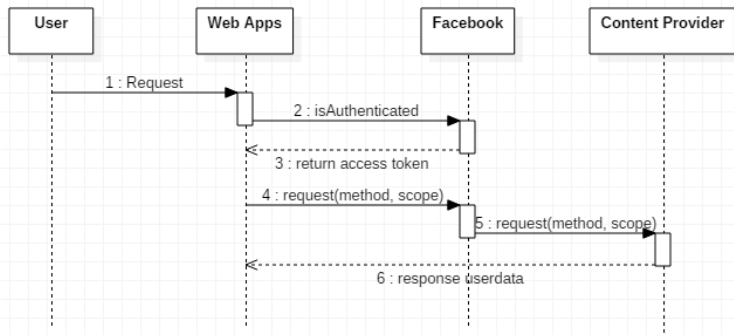 User
Web Apps
Facebook
Content Provider
1 : Request
2 : isAuthenticated
3 : return access token
4 : request(method, scope)
5 : request(method, scope)
6 : response userdata